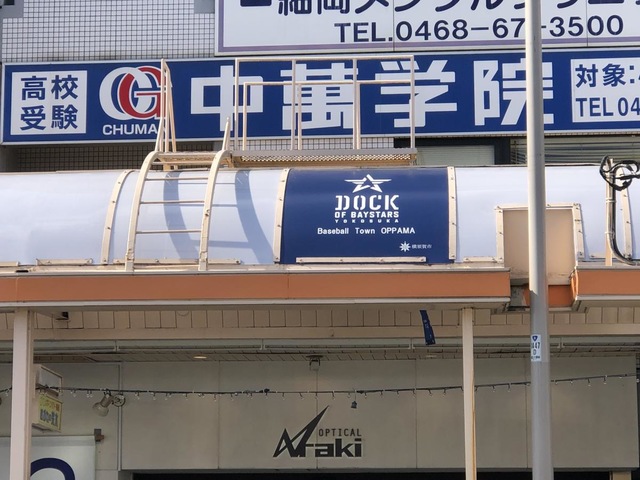 TEL.0468-67-3500
高校
受験
CG
CHUMA
中萬学院
対象:
TEL 04
DOCK
OF BAYSTARS
YOKOSUKA
Baseball Town OPPAMA
横須賀市
OPTICAL
Araki